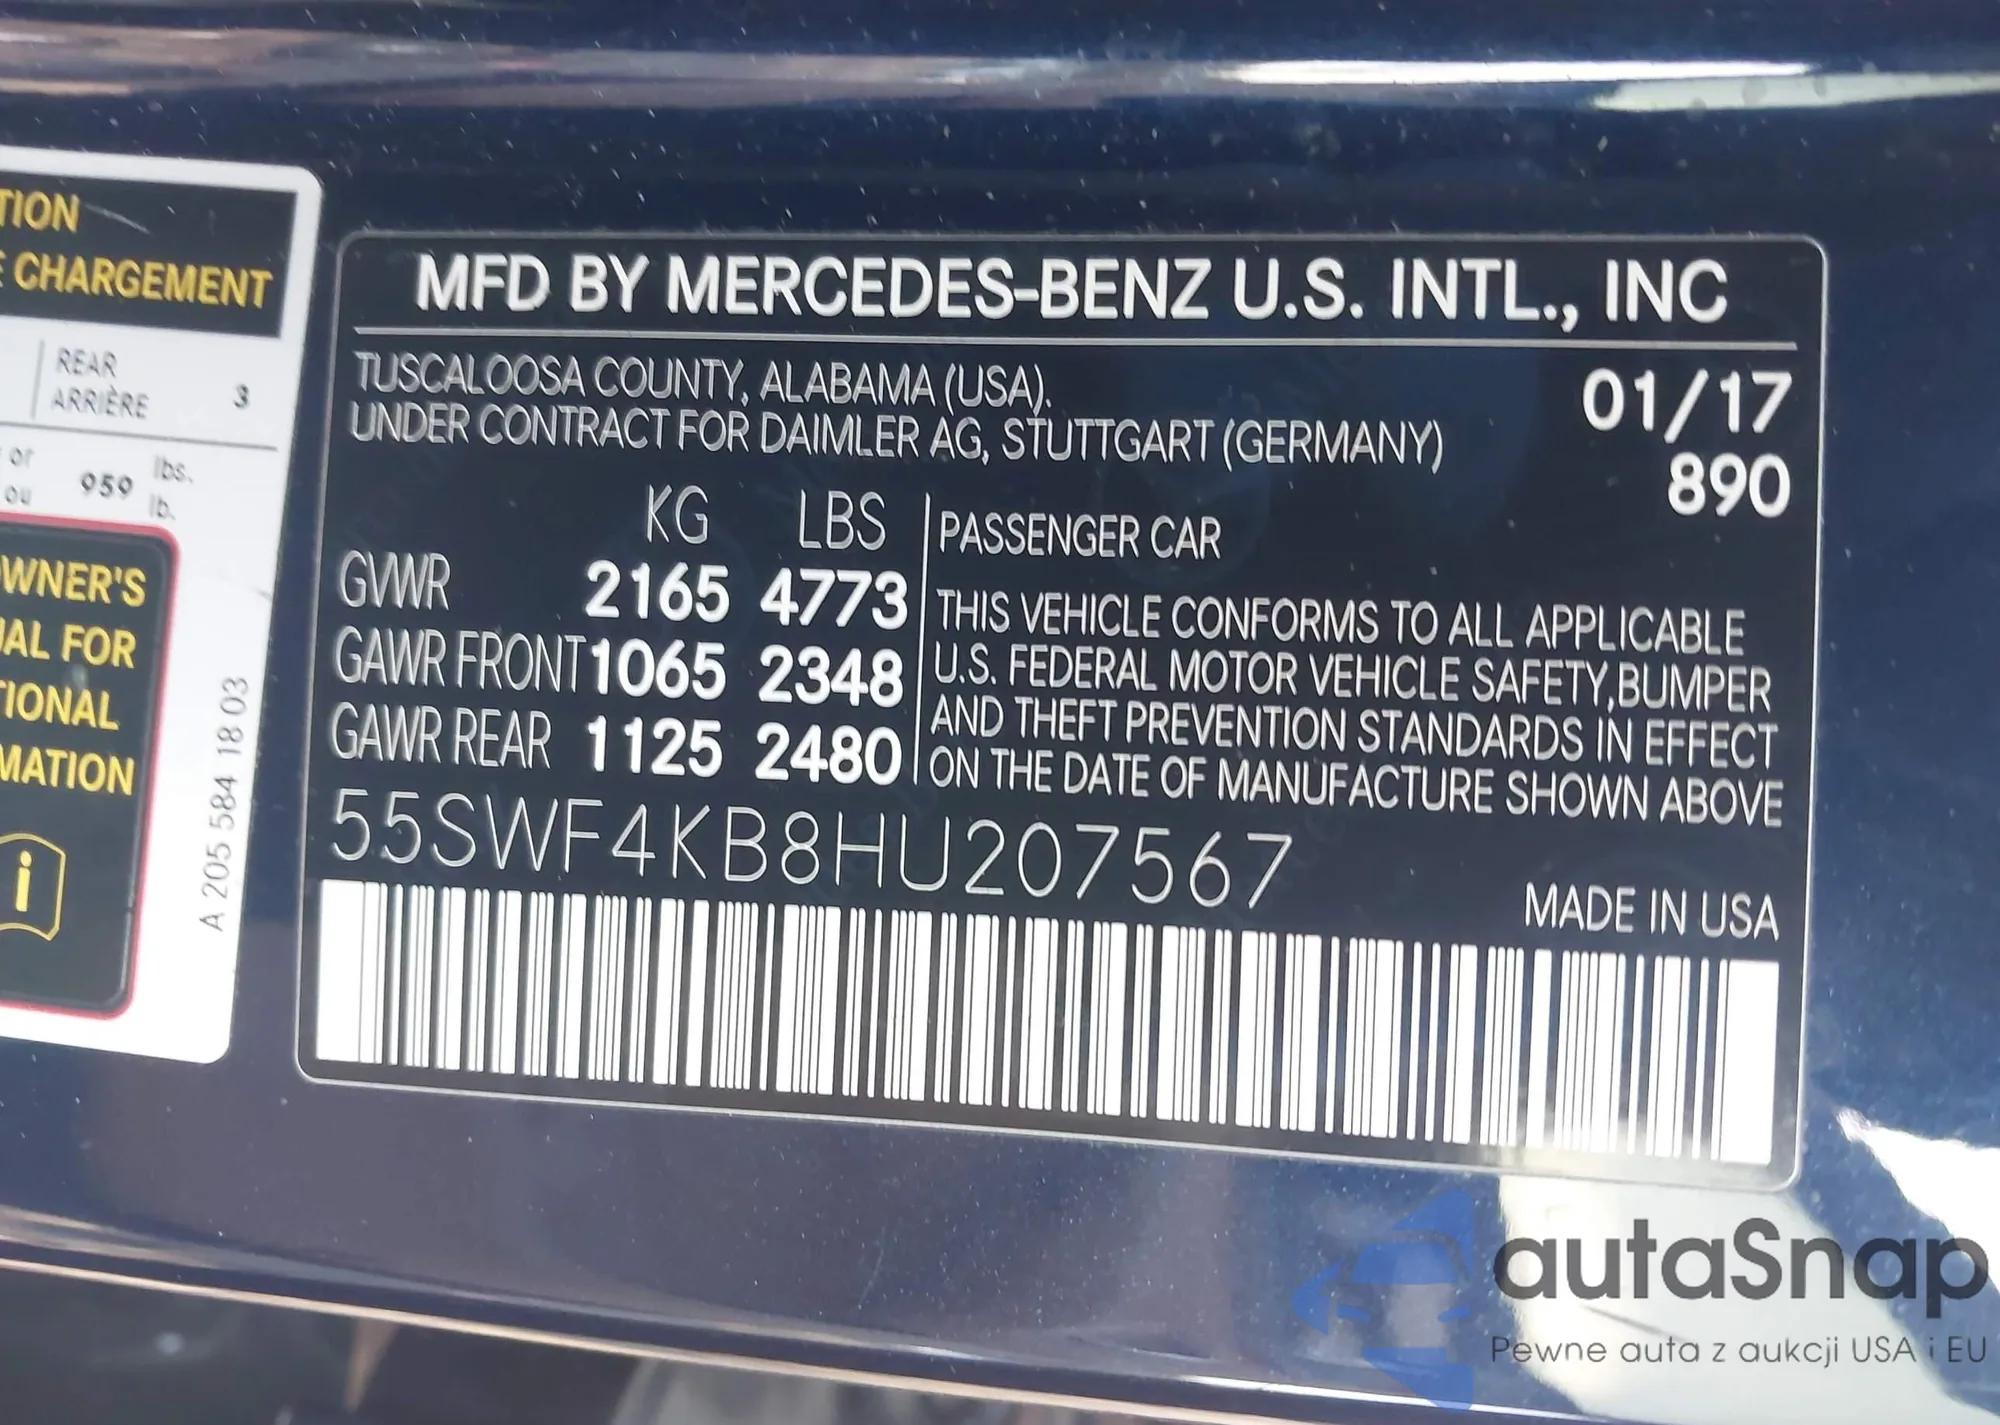 TION
E CHARGEMENT
REAR
ARRIÈRE 3
or
ou 959 lbs.
lb.
OWNER'S
UAL FOR
TIONAL
MATION
i
A 205 584 18 03
MFD BY MERCEDES-BENZ U.S. INTL., INC
TUSCALOOSA COUNTY, ALABAMA (USA). 01/17
UNDER CONTRACT FOR DAIMLER AG, STUTTGART (GERMANY)
890
KG LBS
GVWR 2165 4773
GAWR FRONT 1065 2348
GAWR REAR 1125 2480
PASSENGER CAR
THIS VEHICLE CONFORMS TO ALL APPLICABLE
U.S. FEDERAL MOTOR VEHICLE SAFETY,BUMPER
AND THEFT PREVENTION STANDARDS IN EFFECT
ON THE DATE OF MANUFACTURE SHOWN ABOVE
55SWF4KB8HU207567
MADE IN USA
autaSnap
Pewne auta z aukcji USA i EU